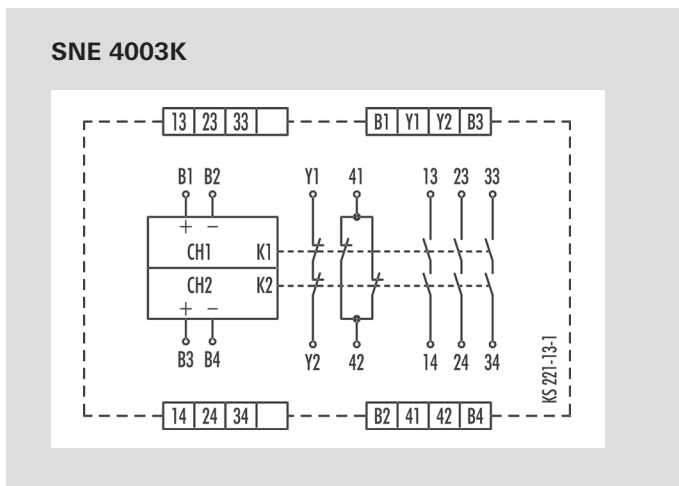 SNE 4003K
13 23 33
B1 Y1 Y2 B3
B1 B2 Y1 41 13 23 33
+ −
CH1 K1
CH2 K2
+ −
B3 B4 Y2 42 14 24 34
KS 221-13-1
14 24 34
B2 41 42 B4